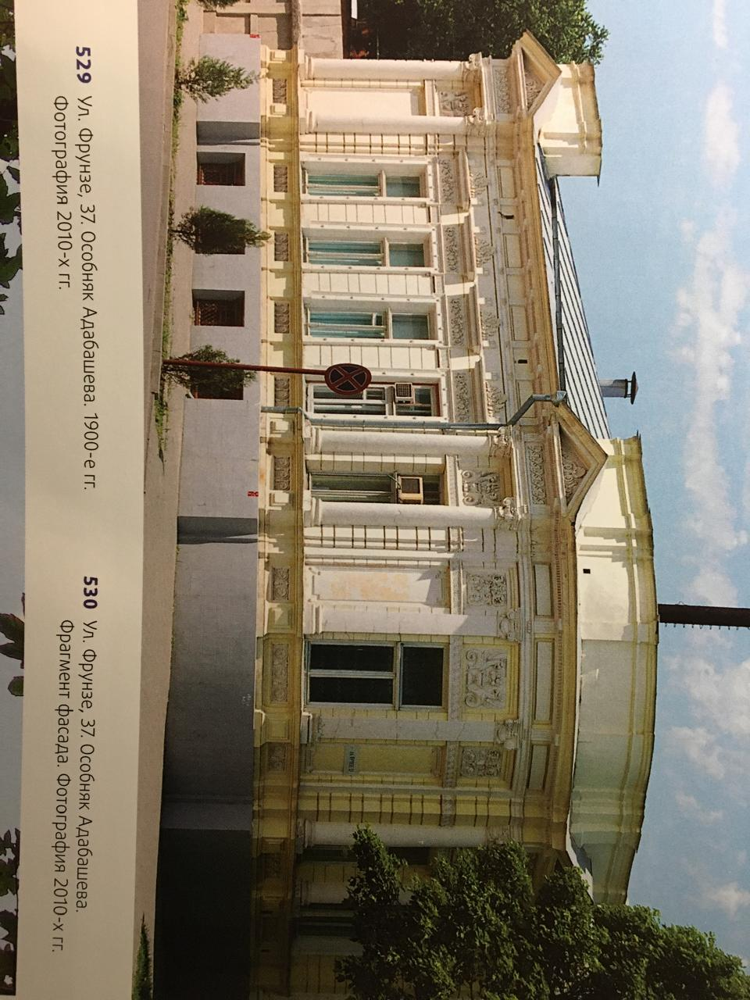 529 Ул. Фрунзе, 37. Особняк Адабашева. 1900-е гг.
Фотография 2010-х гг.
530 Ул. Фрунзе, 37. Особняк Адабашева.
Фрагмент фасада. Фотография 2010-х гг.